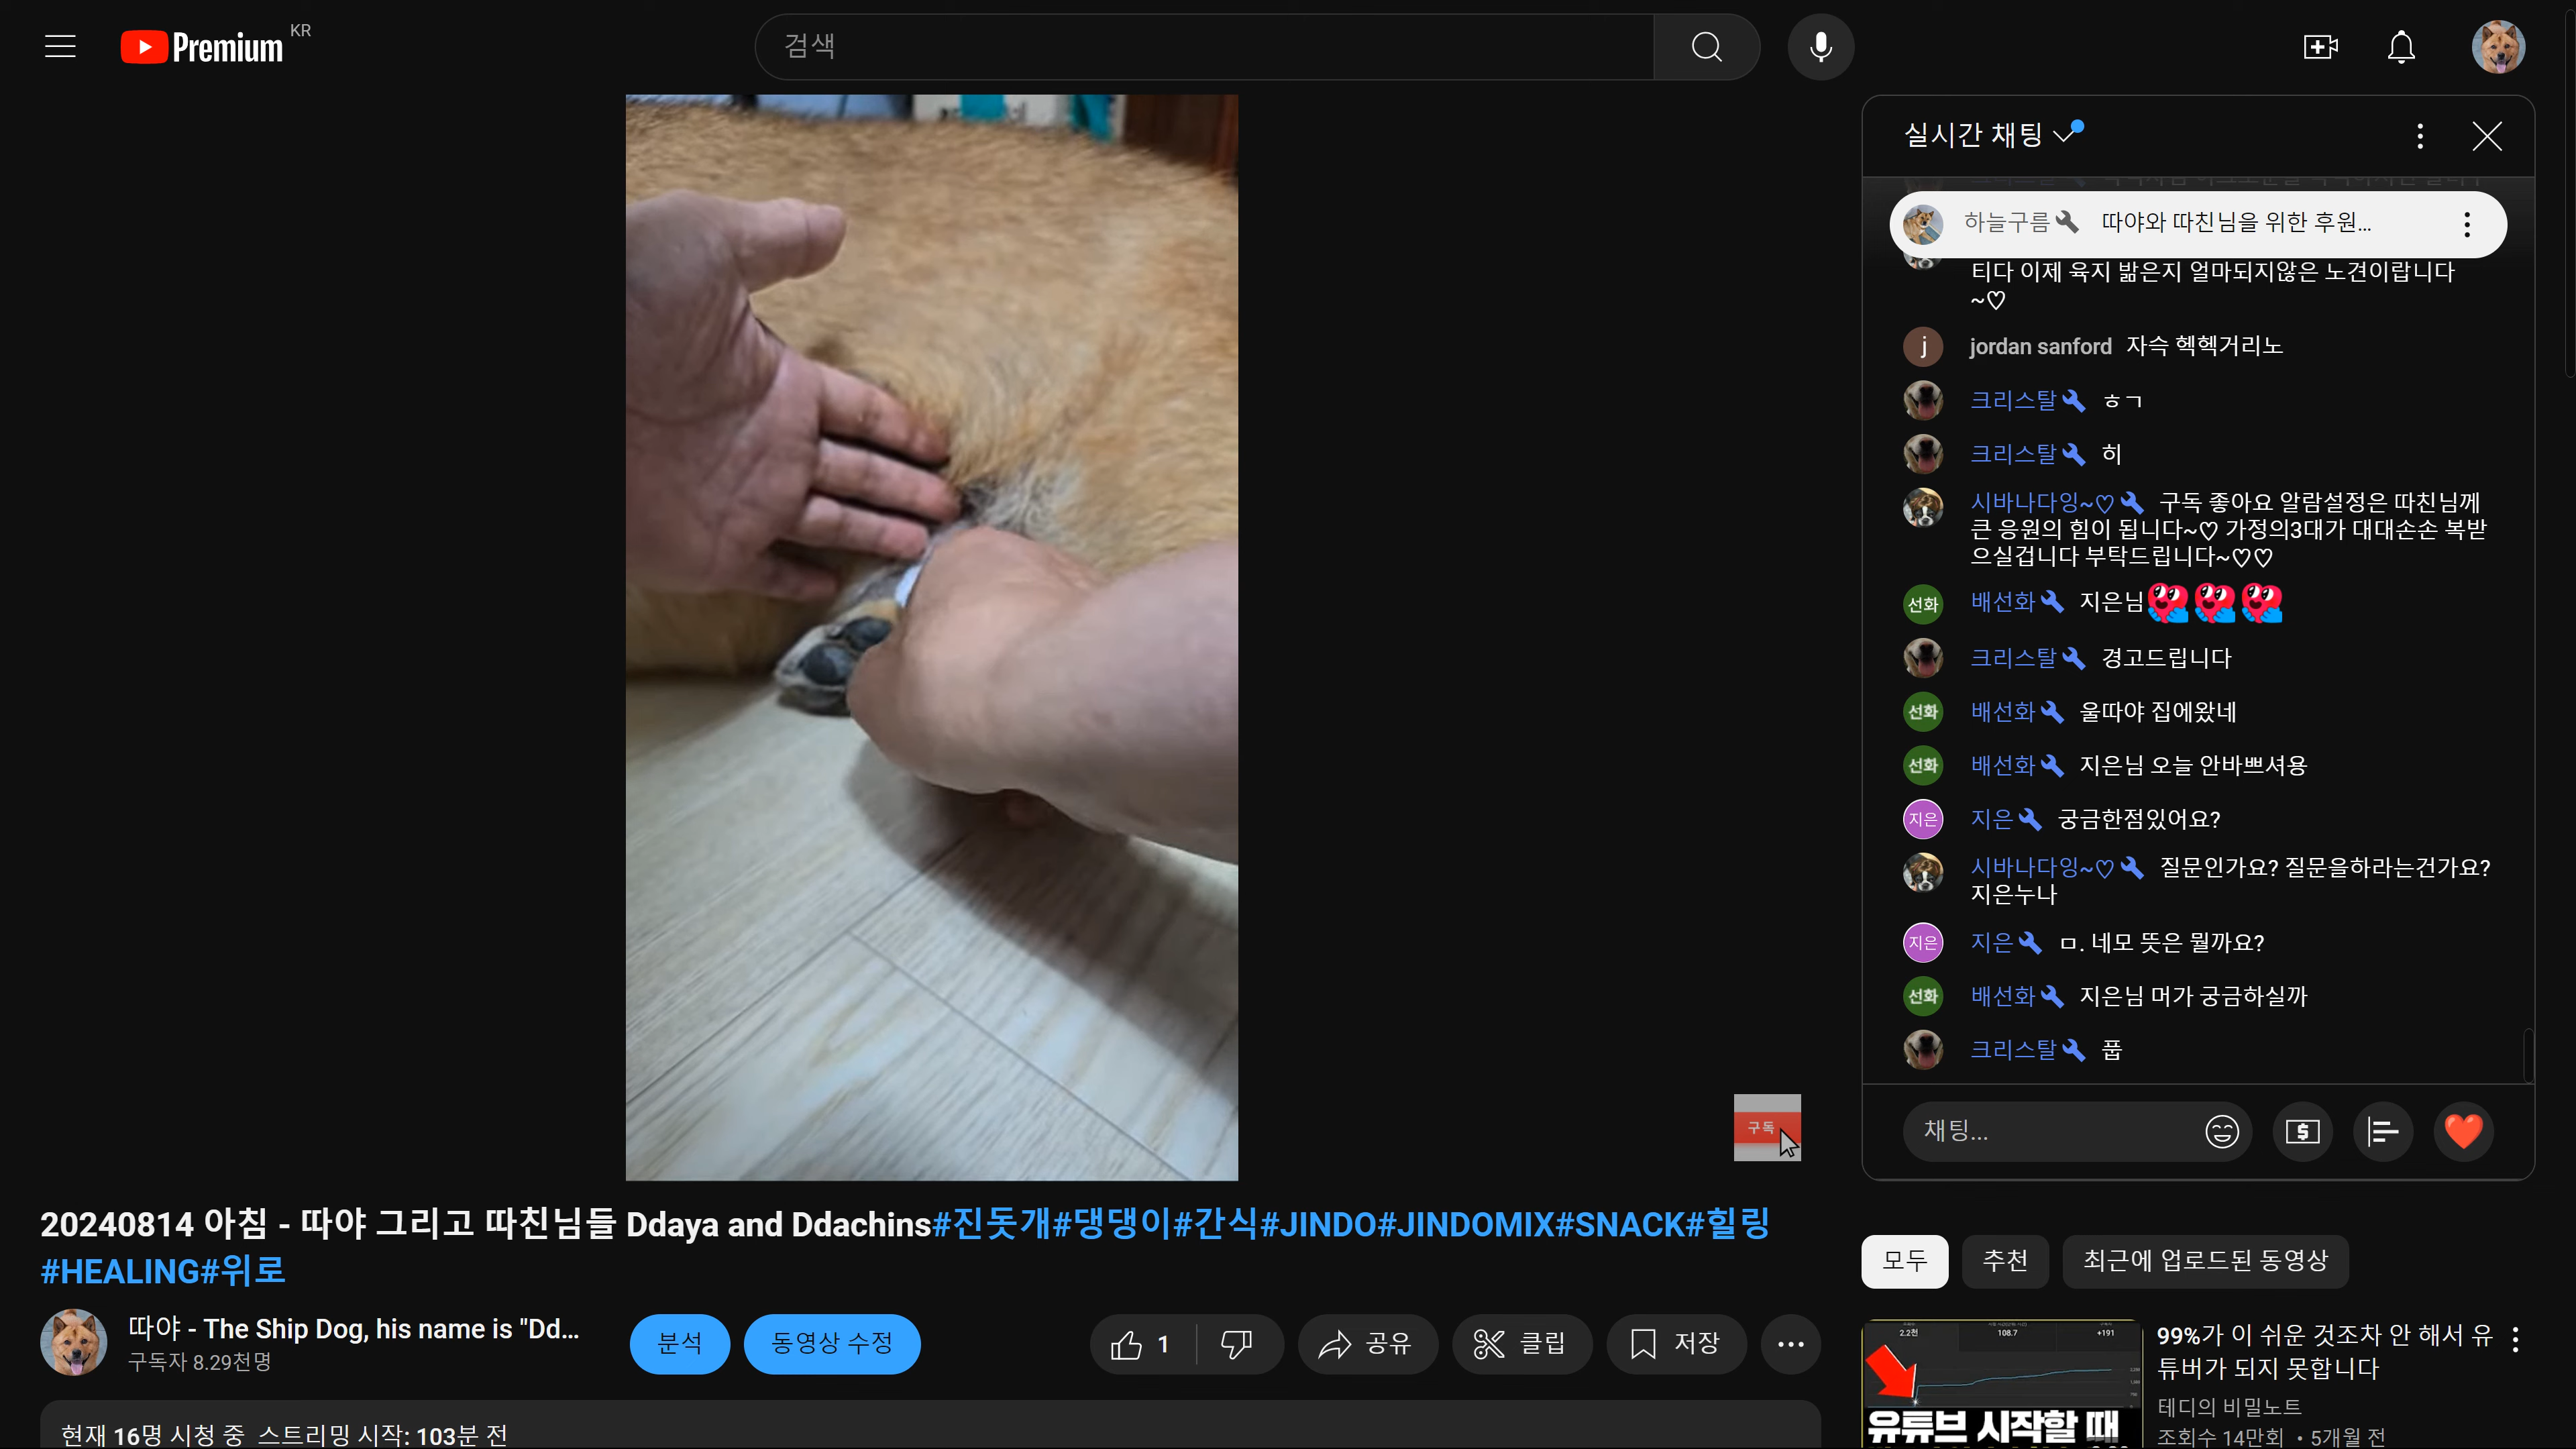 Premium KR
검색
실시간 채팅
하늘구름 따야와 따친님을 위한 후원...
티다 이제 육지 밟은지 얼마되지않은 노견이랍니다
~♡
j jordan sanford 자슥 헥헥거리노
크리스탈 ㅎㄱ
크리스탈 히
시바나다잉~♡ 구독 좋아요 알람설정은 따친님께
큰 응원의 힘이 됩니다~♡ 가정의3대가 대대손손 복받
으실겁니다 부탁드립니다~♡♡
선화 배선화 지은님
크리스탈 경고드립니다
선화 배선화 울따야 집에왔네
선화 배선화 지은님 오늘 안바쁘셔용
지은 지은 궁금한점있어요?
시바나다잉~♡ 질문인가요? 질문을하라는건가요?
지은누나
지은 지은 ㅁ. 네모 뜻은 뭘까요?
선화 배선화 지은님 머가 궁금하실까
크리스탈 풉
구독
채팅...
20240814 아침 - 따야 그리고 따친님들 Ddaya and Ddachins#진돗개#댕댕이#간식#JINDO#JINDOMIX#SNACK#힐링
#HEALING#위로
따야 - The Ship Dog, his name is "Dd...
구독자 8.29천명
분석
동영상 수정
1
공유
클립
저장
현재 16명 시청 중 스트리밍 시작: 103분 전
모두
추천
최근에 업로드된 동영상
2.2천 108.7 +191
유튜브 시작할 때
99%가 이 쉬운 것조차 안 해서 유
튜버가 되지 못합니다
테디의 비밀노트
조회수 14만회 • 5개월 전